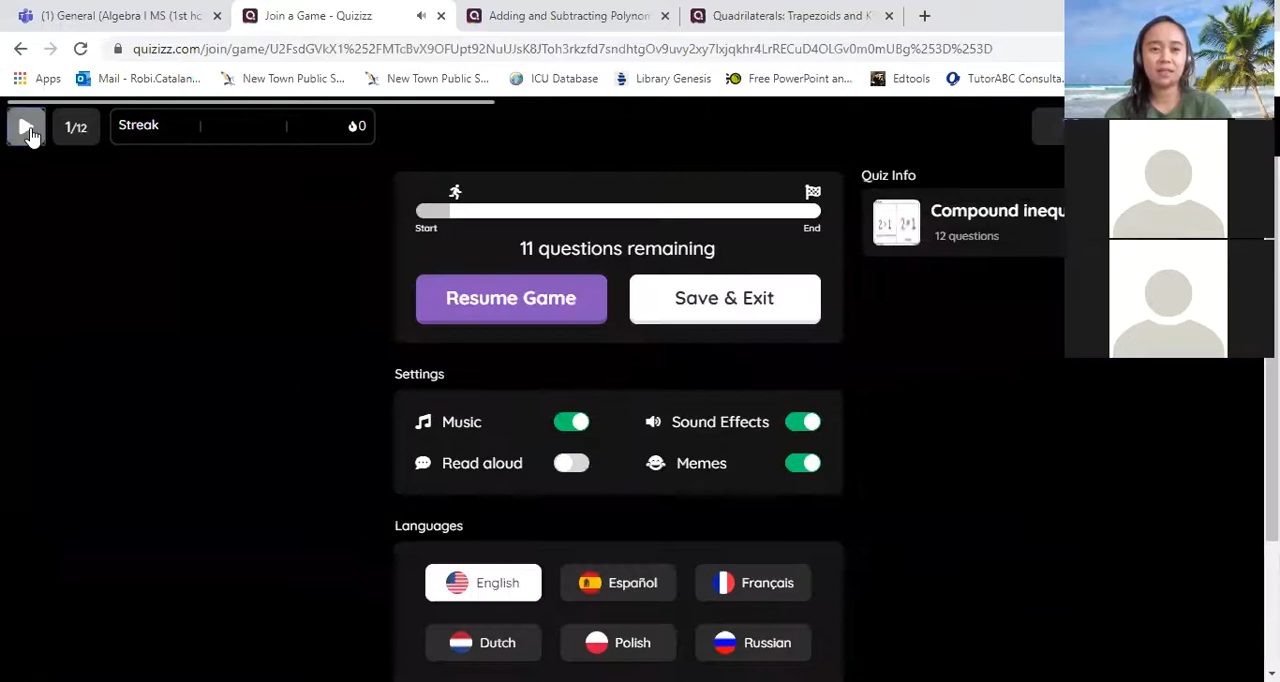 (1) General (Algebra I MS (1st ho
Join a Game - Quizizz
Adding and Subtracting Polynom
Quadrilaterals: Trapezoids and K
quizizz.com/join/game/U2FsdGVkX1%252FMTcBvX9OFUp92NuUJsK8JToh3rkzfd7sndhtgOv9uvy2xy7lxjqkhr4LrRECuD4OLGv0m0mUBg%253D%253D
Apps
Mail - Robi.Catalan...
New Town Public S...
New Town Public S...
ICU Database
Library Genesis
Free PowerPoint an...
Edtools
TutorABC Consulta...
1/12
Streak
0
Quiz Info
Start
End
Compound inequ
12 questions
11 questions remaining
Resume Game
Save & Exit
Settings
Music
Sound Effects
Read aloud
Memes
Languages
English
Español
Français
Dutch
Polish
Russian